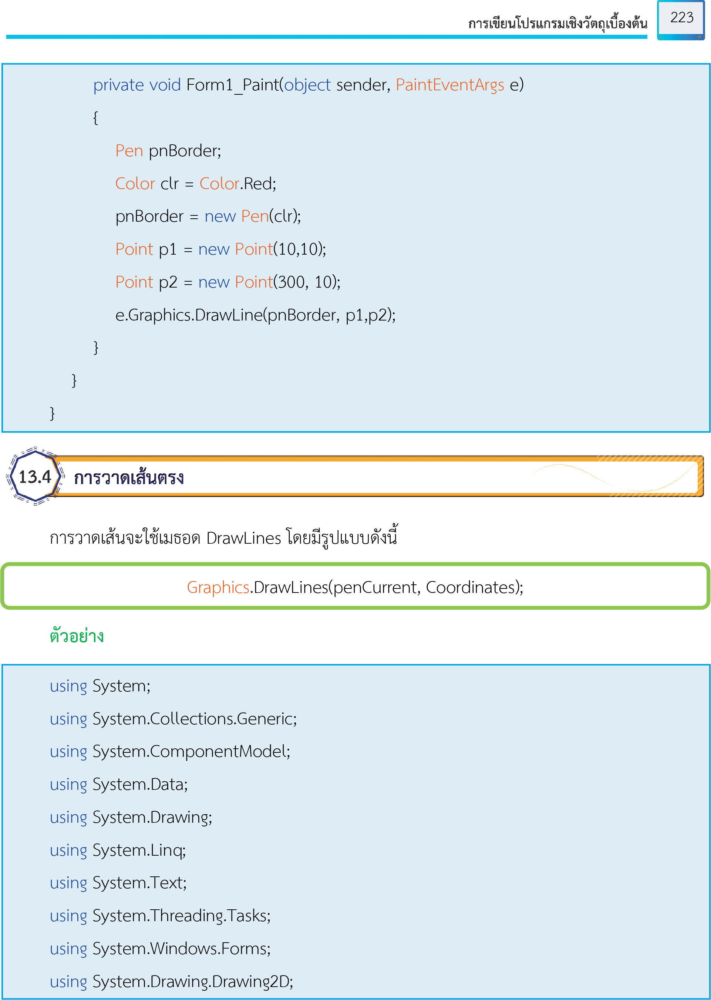 การเขียนโปรแกรมเชิงวัตถุเบื้องต้น 223
private void Form1_Paint(object sender, PaintEventArgs e)
{
Pen pnBorder;
Color clr = Color.Red;
pnBorder = new Pen(clr);
Point p1 = new Point(10,10);
Point p2 = new Point(300, 10);
e.Graphics.DrawLine(pnBorder, p1,p2);
}
}
}
13.4 การวาดเส้นตรง
การวาดเส้นจะใช้เมธอด DrawLines โดยมีรูปแบบดังนี้
Graphics.DrawLines(penCurrent, Coordinates);
ตัวอย่าง
using System;
using System.Collections.Generic;
using System.ComponentModel;
using System.Data;
using System.Drawing;
using System.Linq;
using System.Text;
using System.Threading.Tasks;
using System.Windows.Forms;
using System.Drawing.Drawing2D;